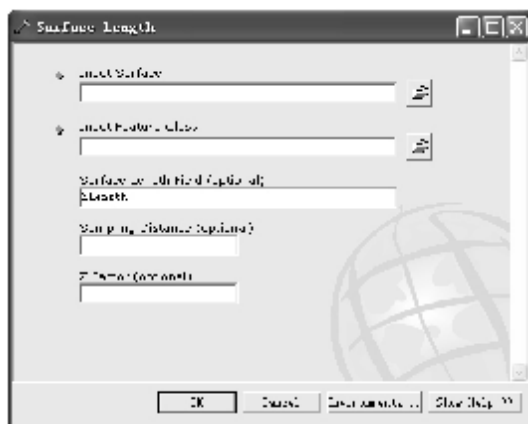 Surface Length
Input Surface
Input Feature Class
Surface Length Field (optional)
SLength
Sampling Distance (optional)
Z Factor (optional)
OK Cancel Environments... Show Help >>